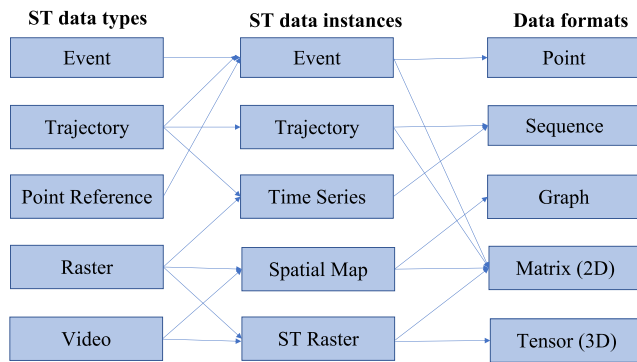 ST data types ST data instances Data formats
Event Event Point
Trajectory Trajectory Sequence
Point Reference Time Series Graph
Raster Spatial Map Matrix (2D)
Video ST Raster Tensor (3D)